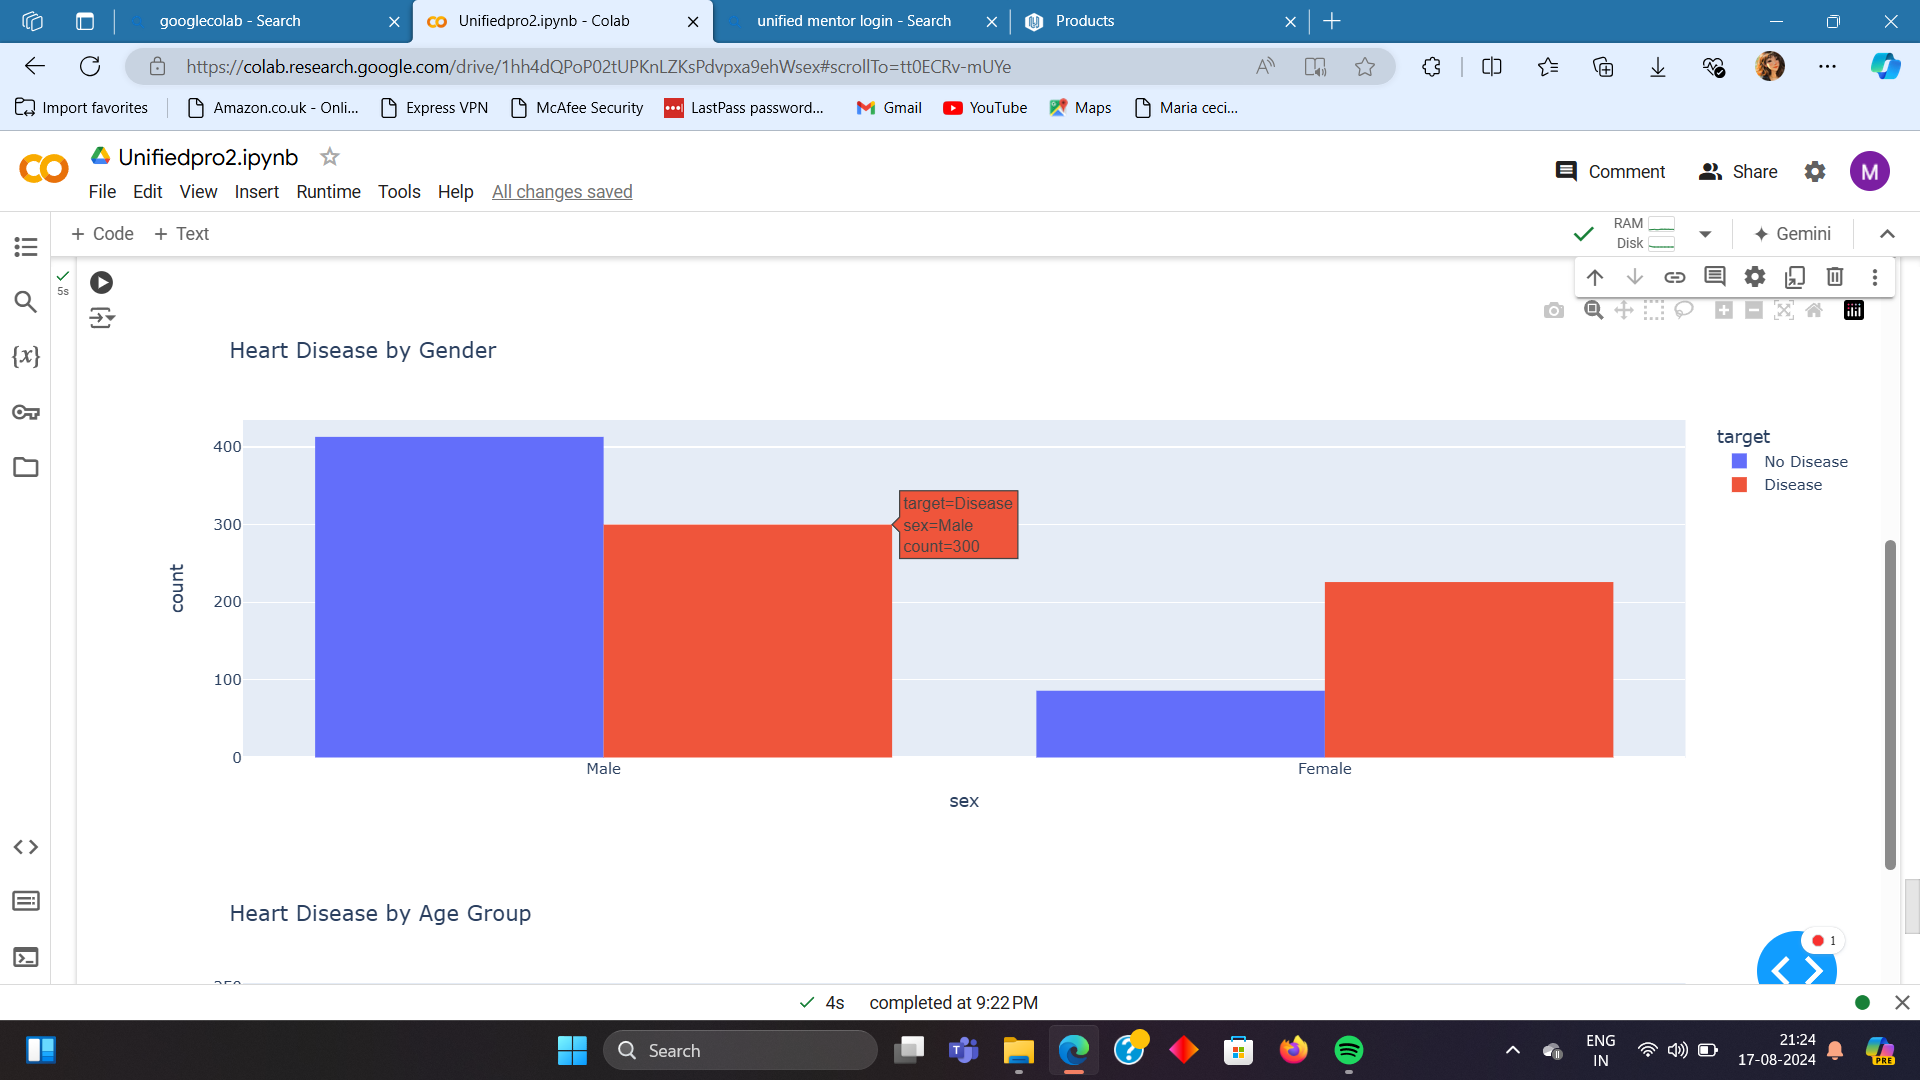 googlecolab - Search
Unifiedpro2.ipynb - Colab
unified mentor login - Search
Products
https://colab.research.google.com/drive/1hh4dQPoP02tUPKnLZKsPdvpxa9ehWsex#scrollTo=tt0ECRv-mUYe
Import favorites
Amazon.co.uk - Onli...
Express VPN
McAfee Security
LastPass password...
Gmail
YouTube
Maps
Maria ceci...
Unifiedpro2.ipynb
Comment
Share
M
File Edit View Insert Runtime Tools Help All changes saved
+ Code + Text
RAM
Disk
Gemini
5s
{x}
Heart Disease by Gender
400
300
200
100
0
count
target=Disease
sex=Male
count=300
Male
Female
sex
target
No Disease
Disease
Heart Disease by Age Group
1
4s completed at 9:22 PM
Search
ENG
IN
21:24
17-08-2024
PRE